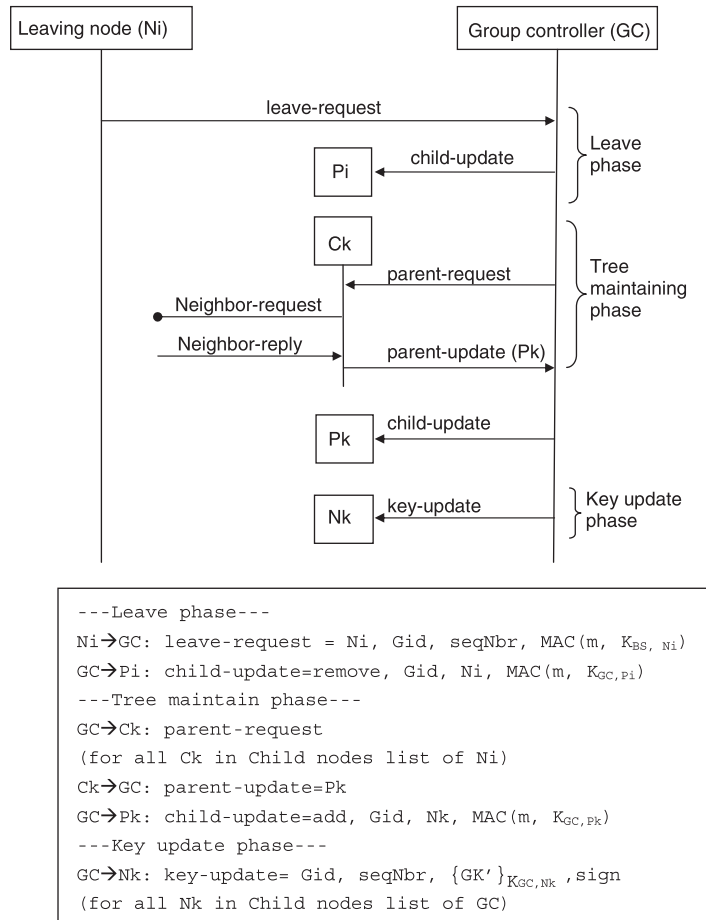 Leaving node (Ni)
Group controller (GC)
leave-request
Leave
phase
child-update
Pi
Ck
parent-request
Tree
maintaining
phase
Neighbor-request
Neighbor-reply
parent-update (Pk)
child-update
Pk
key-update
Nk
Key update
phase
---Leave phase---
Ni→GC: leave-request = Ni, Gid, seqNbr, MAC(m, K_BS, Ni)
GC→Pi: child-update=remove, Gid, Ni, MAC(m, K_GC,Pi)
---Tree maintain phase---
GC→Ck: parent-request
(for all Ck in Child nodes list of Ni)
Ck→GC: parent-update=Pk
GC→Pk: child-update=add, Gid, Nk, MAC(m, K_GC,Pk)
---Key update phase---
GC→Nk: key-update= Gid, seqNbr, {GK'}_KGC,Nk ,sign
(for all Nk in Child nodes list of GC)